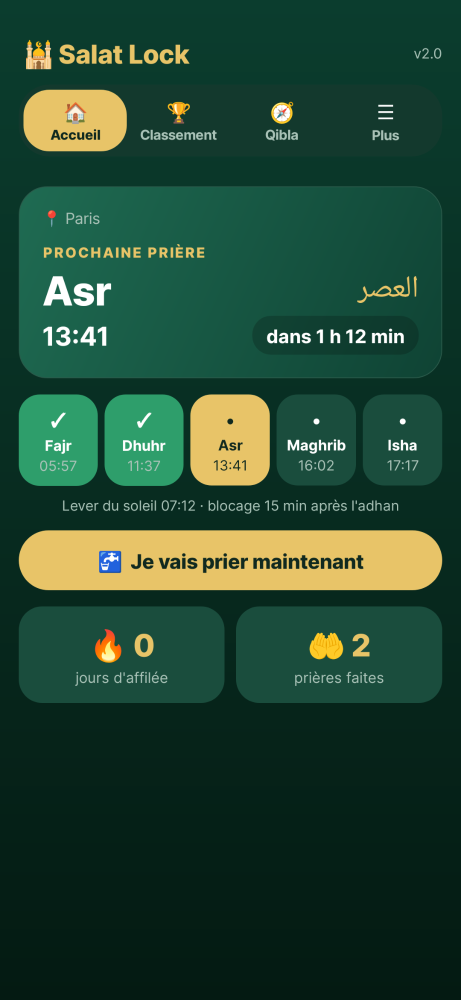 Salat Lock
v2.0
Accueil
Classement
Qibla
Plus
Paris
PROCHAINE PRIÈRE
Asr
العصر
13:41
dans 1 h 12 min
Fajr
05:57
Dhuhr
11:37
Asr
13:41
Maghrib
16:02
Isha
17:17
Lever du soleil 07:12 · blocage 15 min après l'adhan
Je vais prier maintenant
0
jours d'affilée
2
prières faites